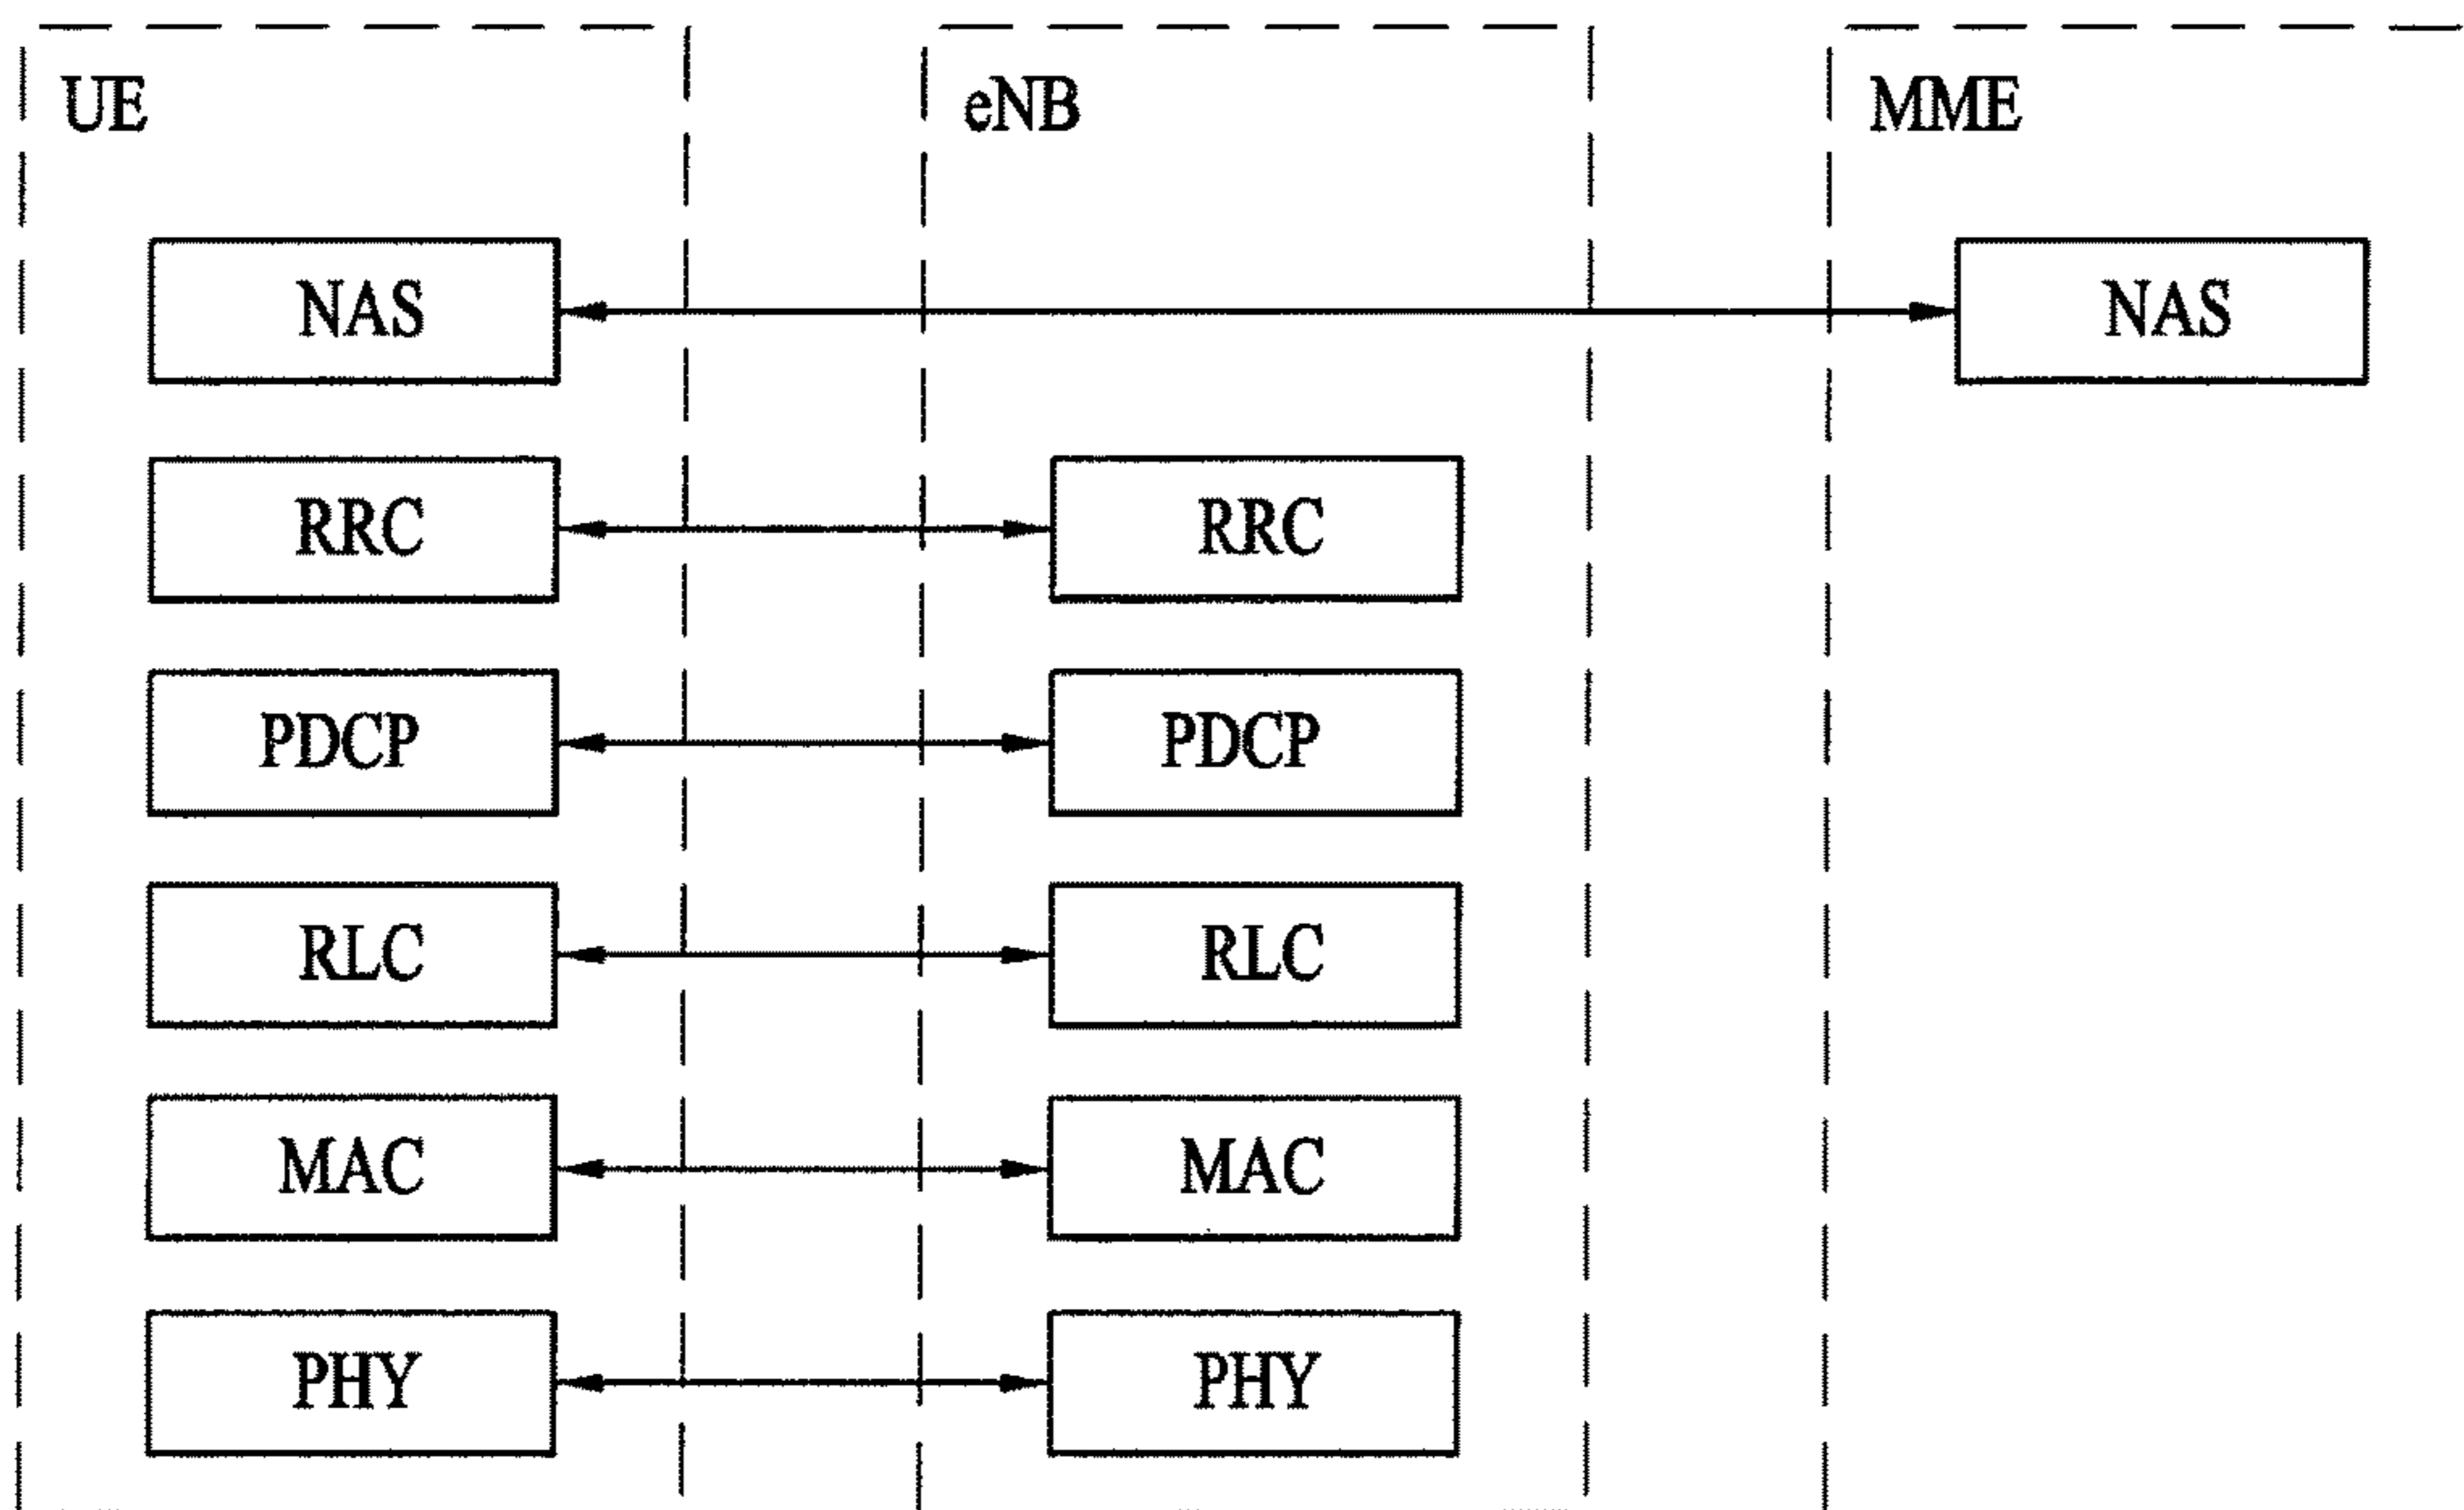 UE eNB MME
NAS NAS
RRC RRC
PDCP PDCP
RLC RLC
MAC MAC
PHY PHY